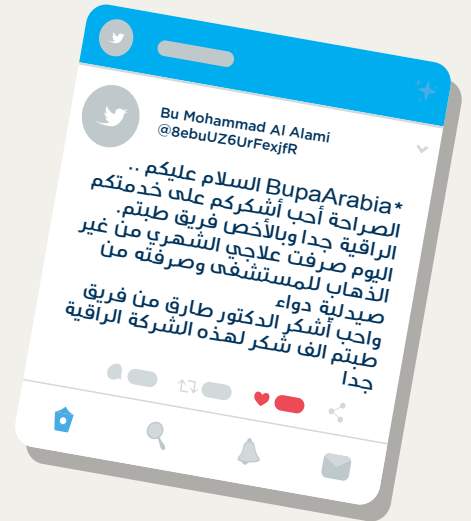 Bu Mohammad Al Alami
@8ebuUZ6UrFexjfR
*BupaArabia السلام عليكم ..
الصراحة أحب أشكركم على خدمتكم
الراقية جدا وبالأخص فريق طبتم.
اليوم صرفت علاجي الشهري من غير
الذهاب للمستشفى وصرفته من
صيدلية دواء
واحب أشكر الدكتور طارق من فريق
طبتم الف شكر لهذه الشركة الراقية
جدا